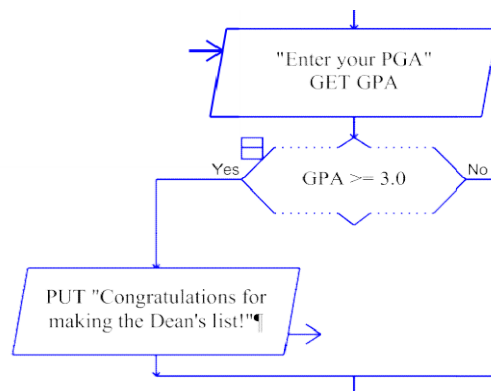 "Enter your PGA"
GET GPA
Yes
GPA >= 3.0
No
PUT "Congratulations for
making the Dean's list!"¶